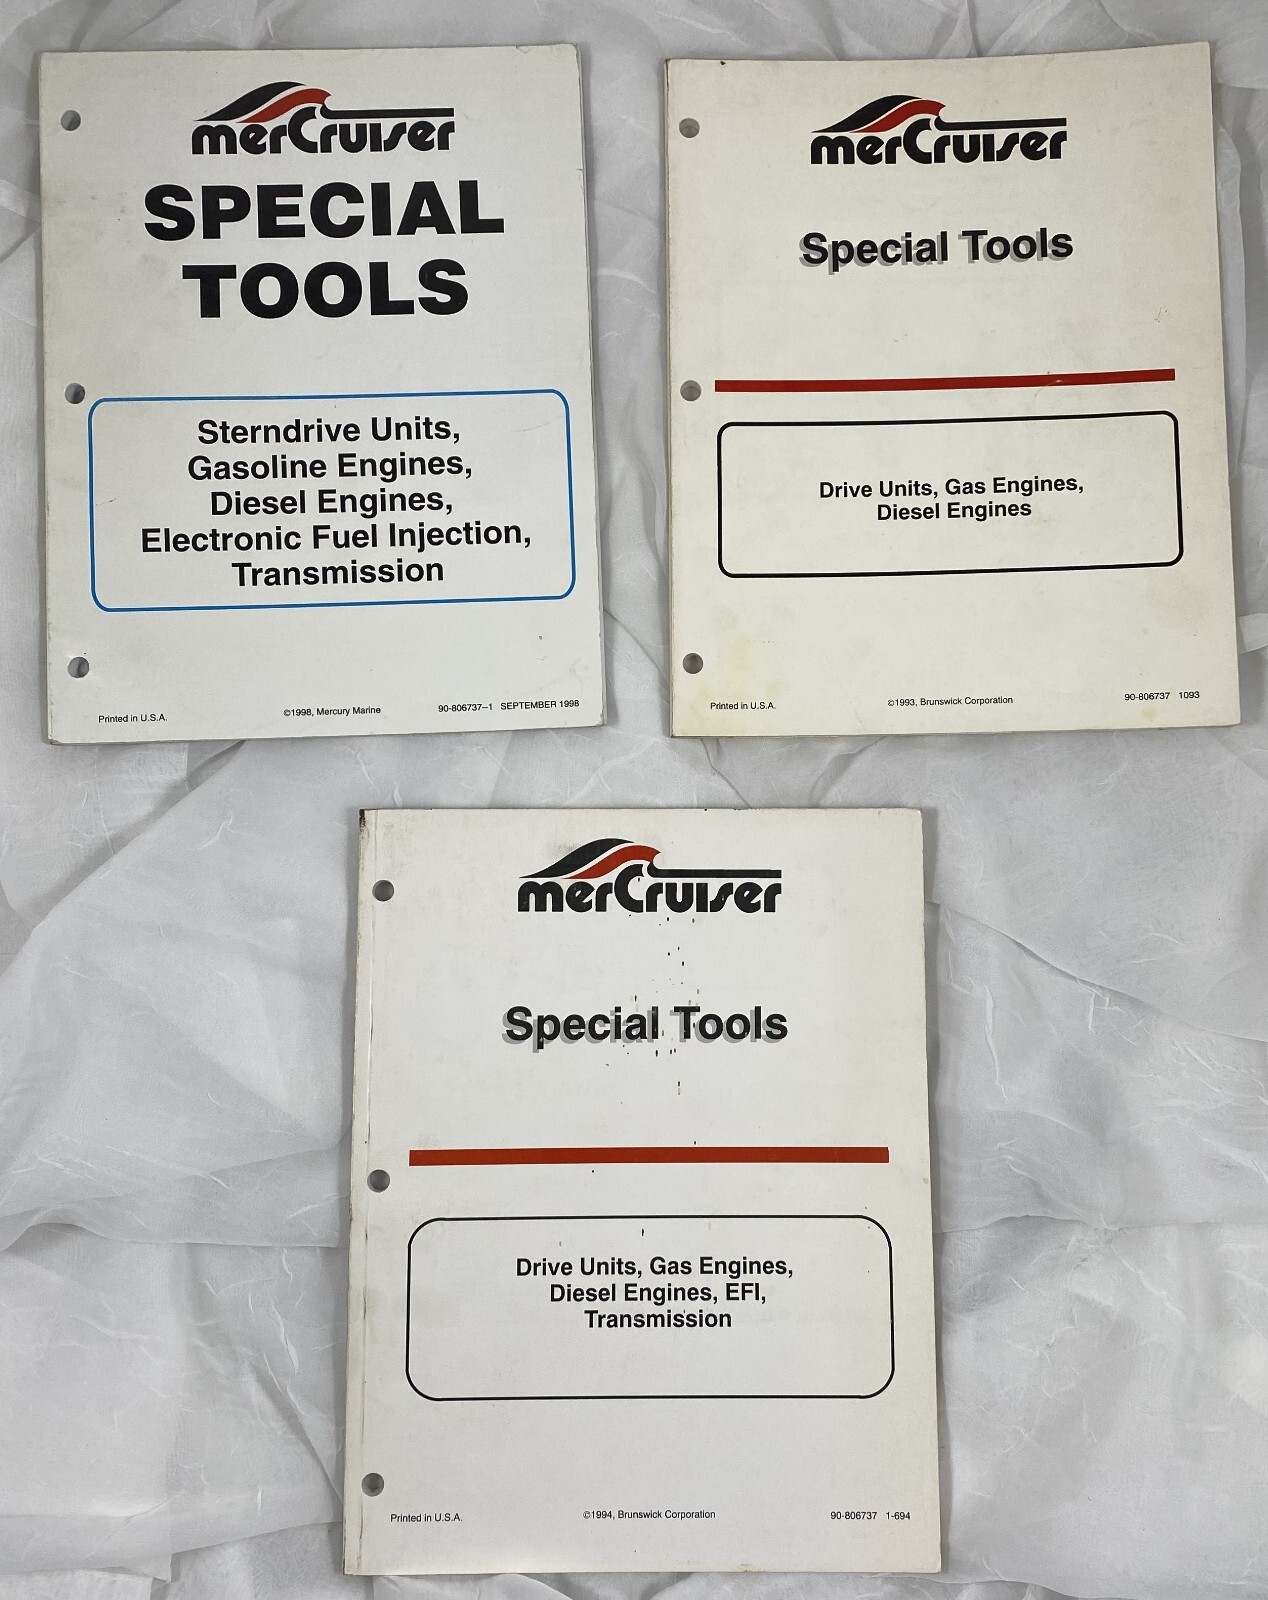 merCruiser
SPECIAL
TOOLS
Sterndrive Units,
Gasoline Engines,
Diesel Engines,
Electronic Fuel Injection,
Transmission
Printed in U.S.A.
©1998, Mercury Marine
90-806737–1 SEPTEMBER 1998
merCruiser
Special Tools
Drive Units, Gas Engines,
Diesel Engines
Printed in U.S.A.
©1993, Brunswick Corporation
90-806737 1093
merCruiser
Special Tools
Drive Units, Gas Engines,
Diesel Engines, EFI,
Transmission
Printed in U.S.A.
©1994, Brunswick Corporation
90-806737 1-694